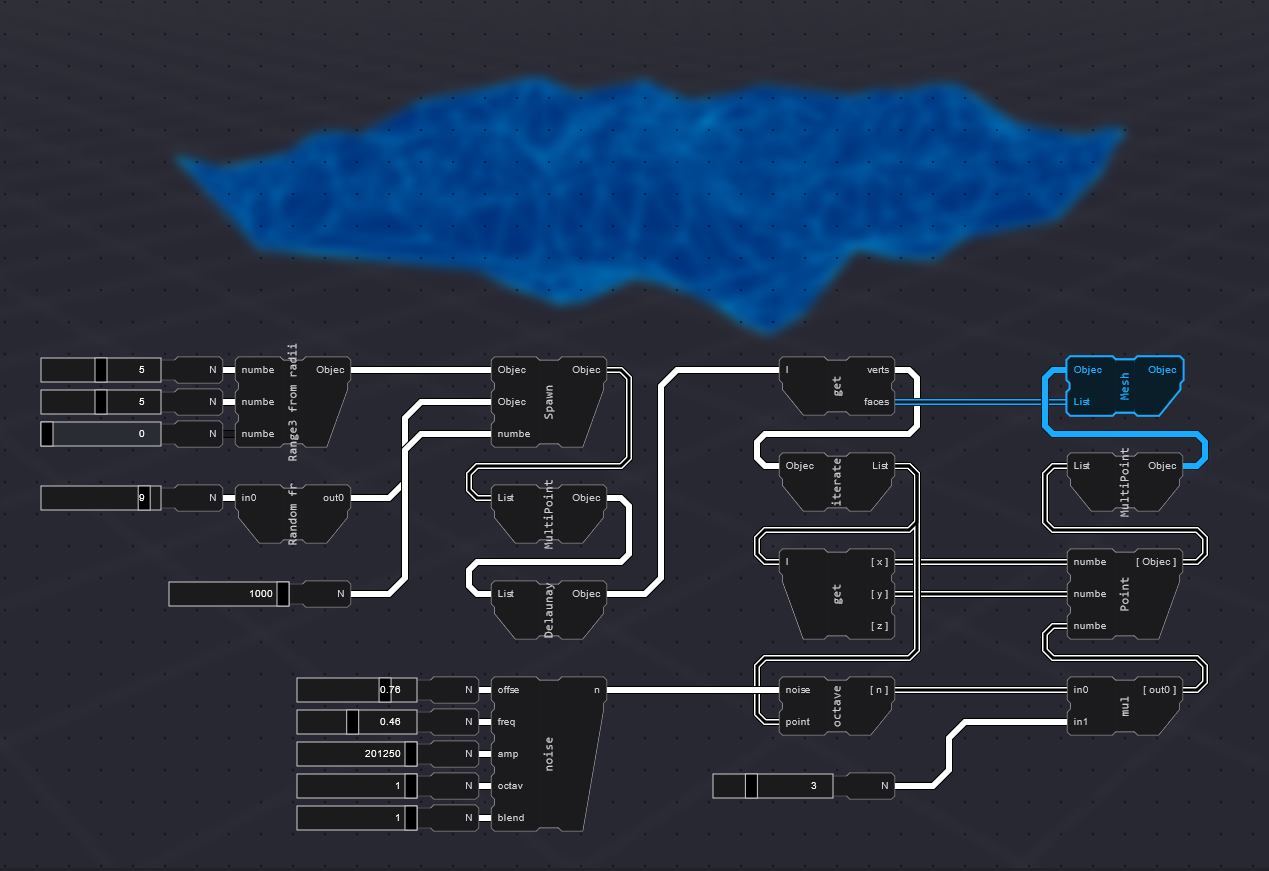 5 N numbe Range3 from radii Objec
5 N numbe
0 N numbe
Objec Spawn Objec
Objec
numbe
I get verts
faces
Objec Mesh Objec
List
9 N in0 Random fr out0
List MultiPoint Objec
Objec iterate List
List MultiPoint Objec
1000 N
List Delaunay Objec
I get [ x ]
[ y ]
[ z ]
numbe Point [ Objec ]
numbe
numbe
0.76 N offse noise n
0.46 N freq
201250 N amp
1 N octav
1 N blend
noise octave [ n ]
point
in0 mul [ out0 ]
in1
3 N